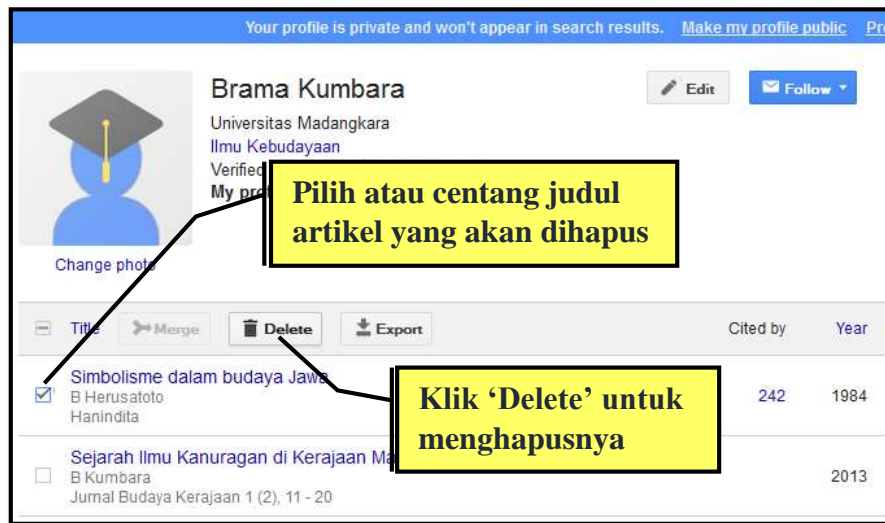 Your profile is private and won't appear in search results. Make my profile public
Brama Kumbara
Edit
Follow
Universitas Madangkara
Ilmu Kebudayaan
Verified
My
Pilih atau centang judul
artikel yang akan dihapus
Change photo
Title Merge Delete Export Cited by Year
Simbolisme dalam budaya Jawa
B Herusatoto
Hanindita
242 1984
Klik ‘Delete’ untuk
menghapusnya
Sejarah Ilmu Kanuragan di Kerajaan
B Kumbara
Jurnal Budaya Kerajaan 1 (2), 11 - 20
2013